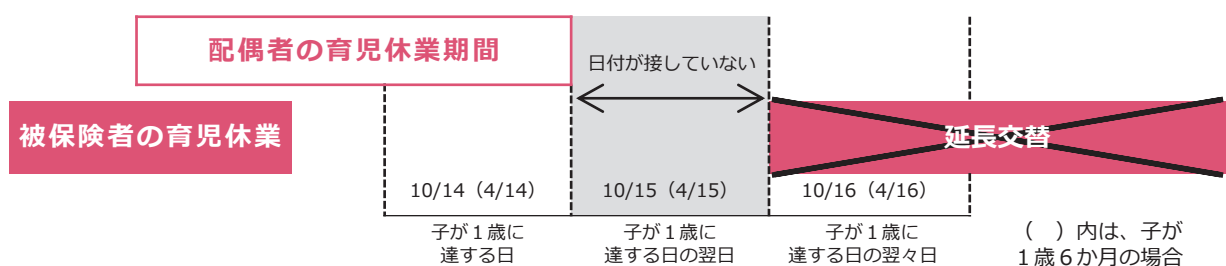 配偶者の育児休業期間
日付が接していない
被保険者の育児休業
延長交替
10/14（4/14）
10/15（4/15）
10/16（4/16）
子が１歳に
達する日
子が１歳に
達する日の翌日
子が１歳に
達する日の翌々日
（　）内は、子が
１歳６か月の場合